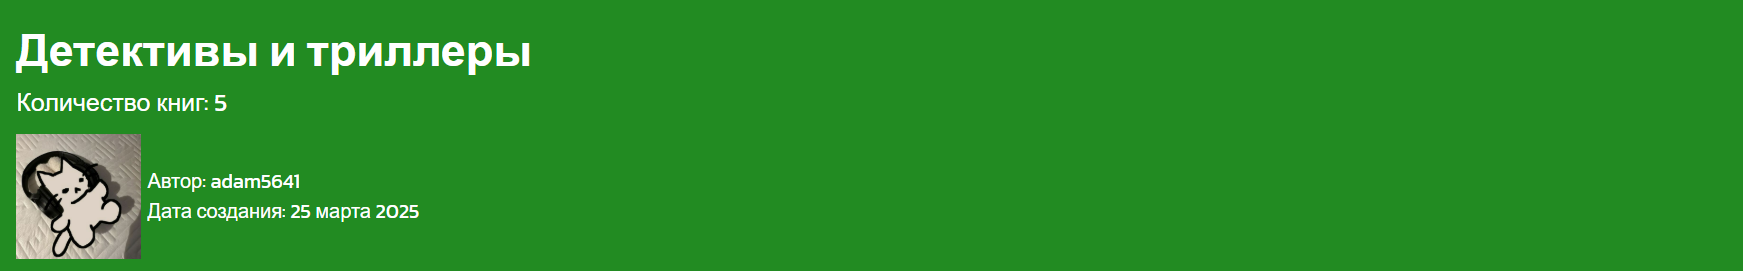 Детективы и триллеры
Количество книг: 5
Автор: adam5641
Дата создания: 25 марта 2025